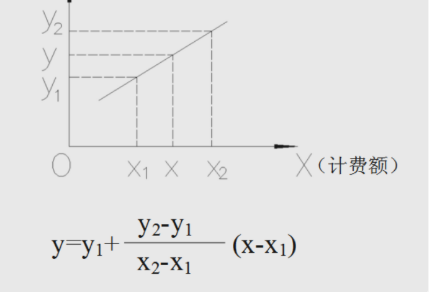 y₂
y
y₁
O X₁ X X₂ X（计费额）
y=y₁+ y₂-y₁ / x₂-x₁ (x-x₁)